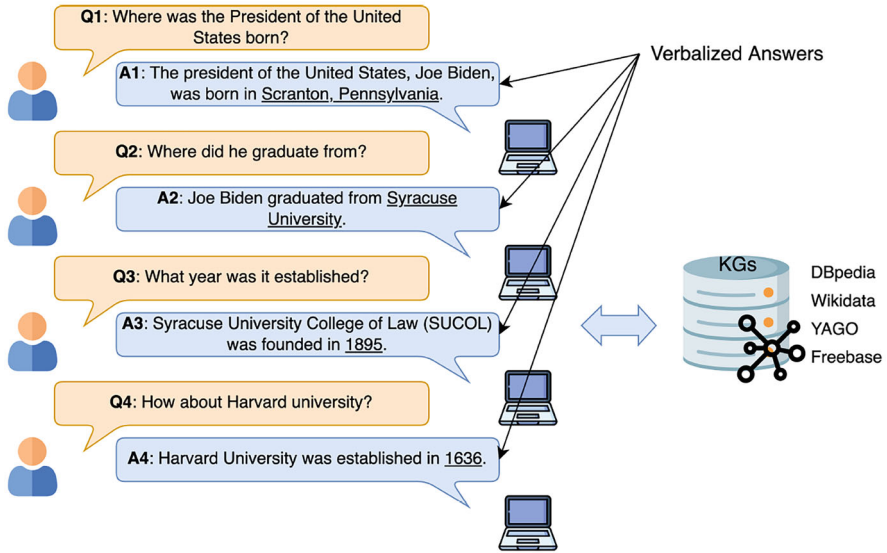 Q1: Where was the President of the United
States born?
Verbalized Answers
A1: The president of the United States, Joe Biden,
was born in Scranton, Pennsylvania.
Q2: Where did he graduate from?
A2: Joe Biden graduated from Syracuse
University.
Q3: What year was it established?
A3: Syracuse University College of Law (SUCOL)
was founded in 1895.
Q4: How about Harvard university?
A4: Harvard University was established in 1636.
KGs
DBpedia
Wikidata
YAGO
Freebase